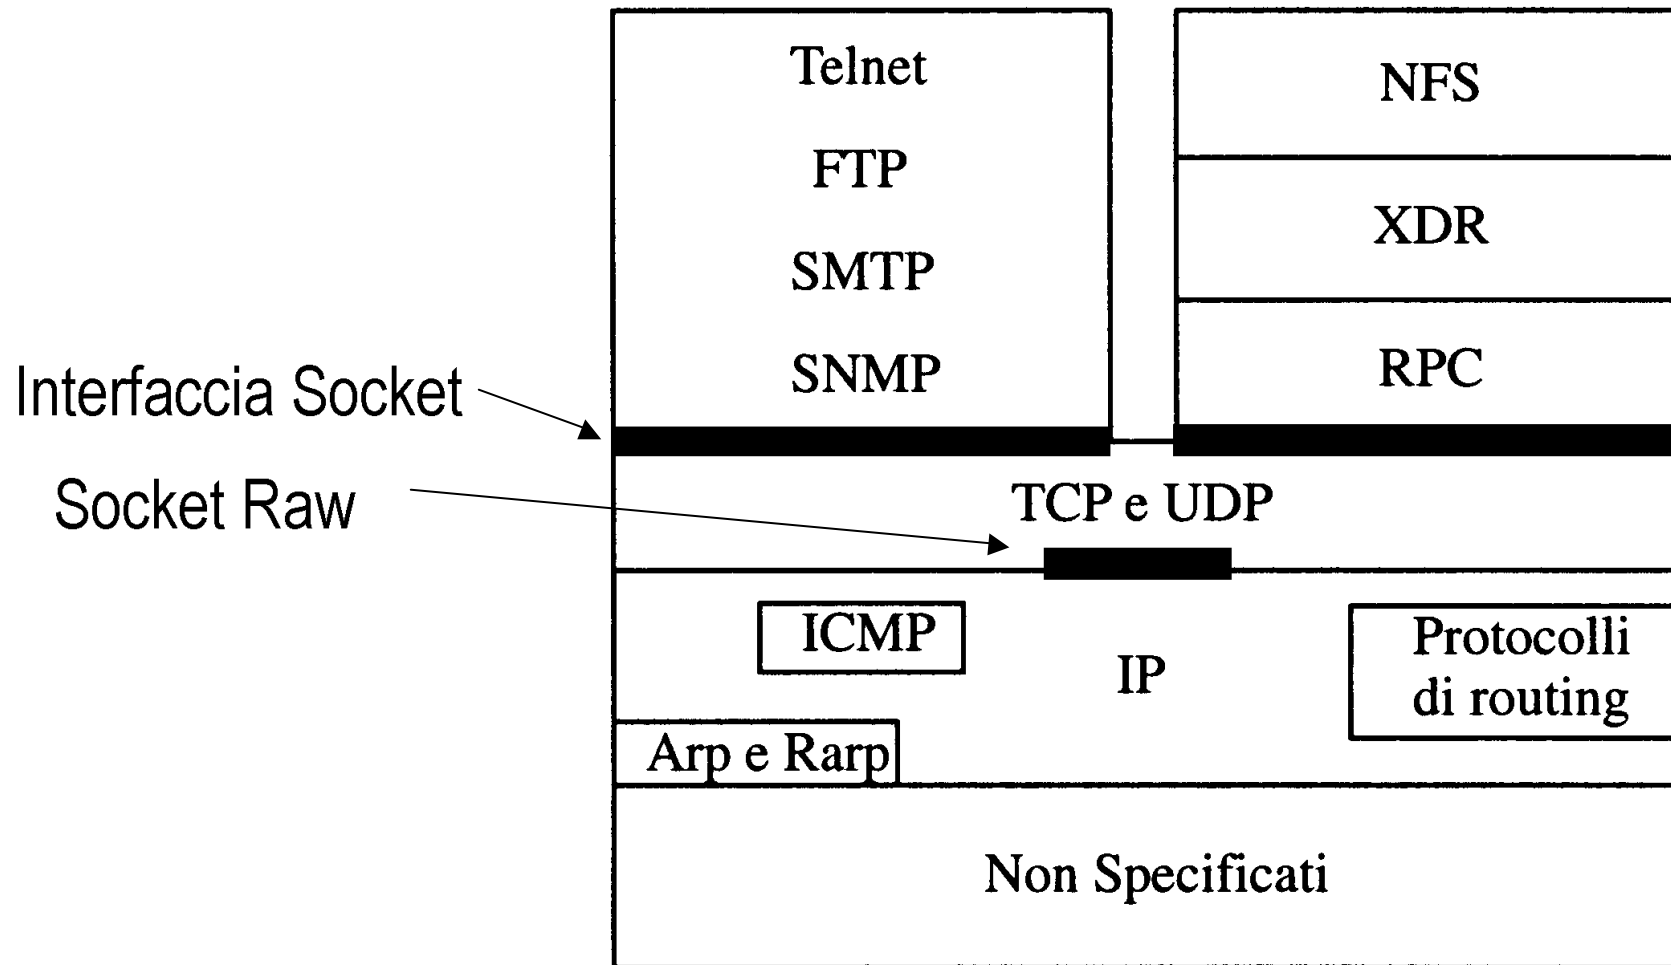 Telnet
FTP
SMTP
SNMP
NFS
XDR
RPC
Interfaccia Socket
Socket Raw
TCP e UDP
ICMP
IP
Protocolli
di routing
Arp e Rarp
Non Specificati